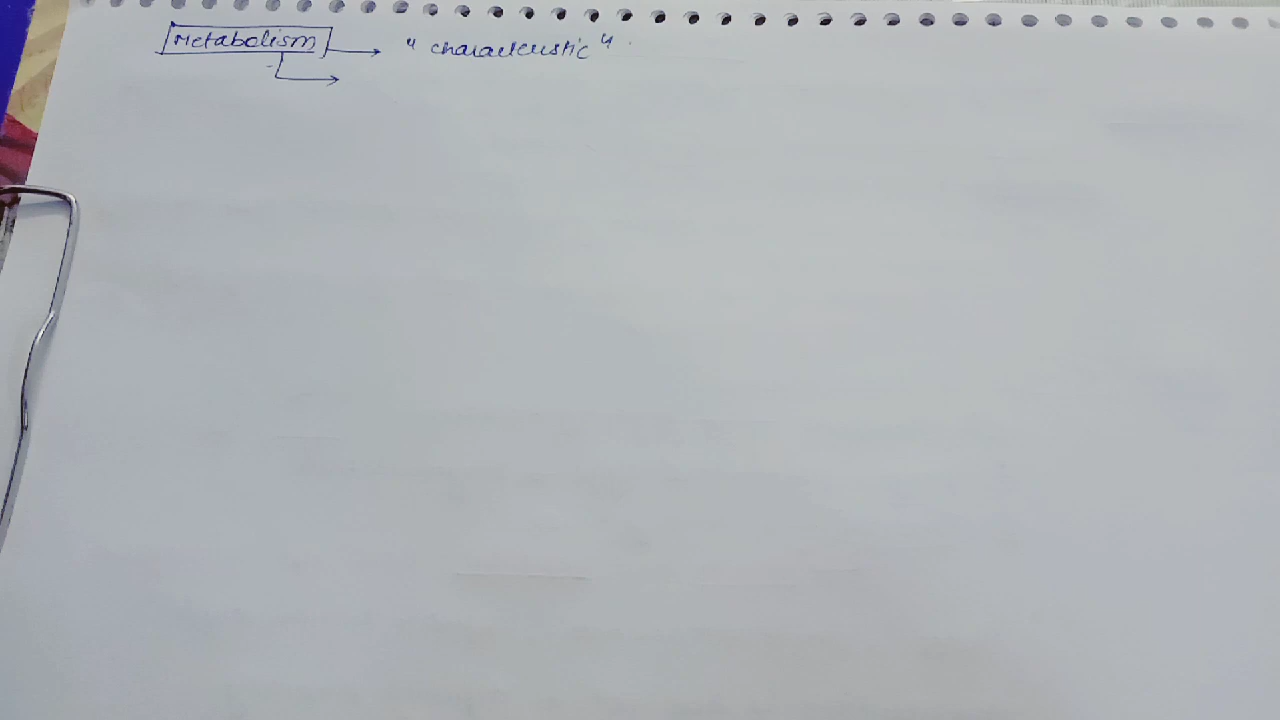 Metabolism → "characteristic"
→